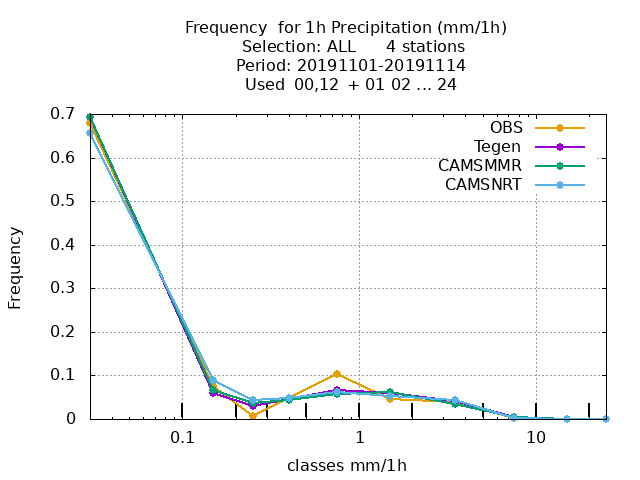 Frequency  for 1h Precipitation (mm/1h)
Selection: ALL      4 stations
Period: 20191101-20191114
Used  00,12  + 01 02 ... 24
OBS
Tegen
CAMSMMR
CAMSNRT
0.7
0.6
0.5
0.4
0.3
0.2
0.1
0
Frequency
0.1 1 10
classes mm/1h